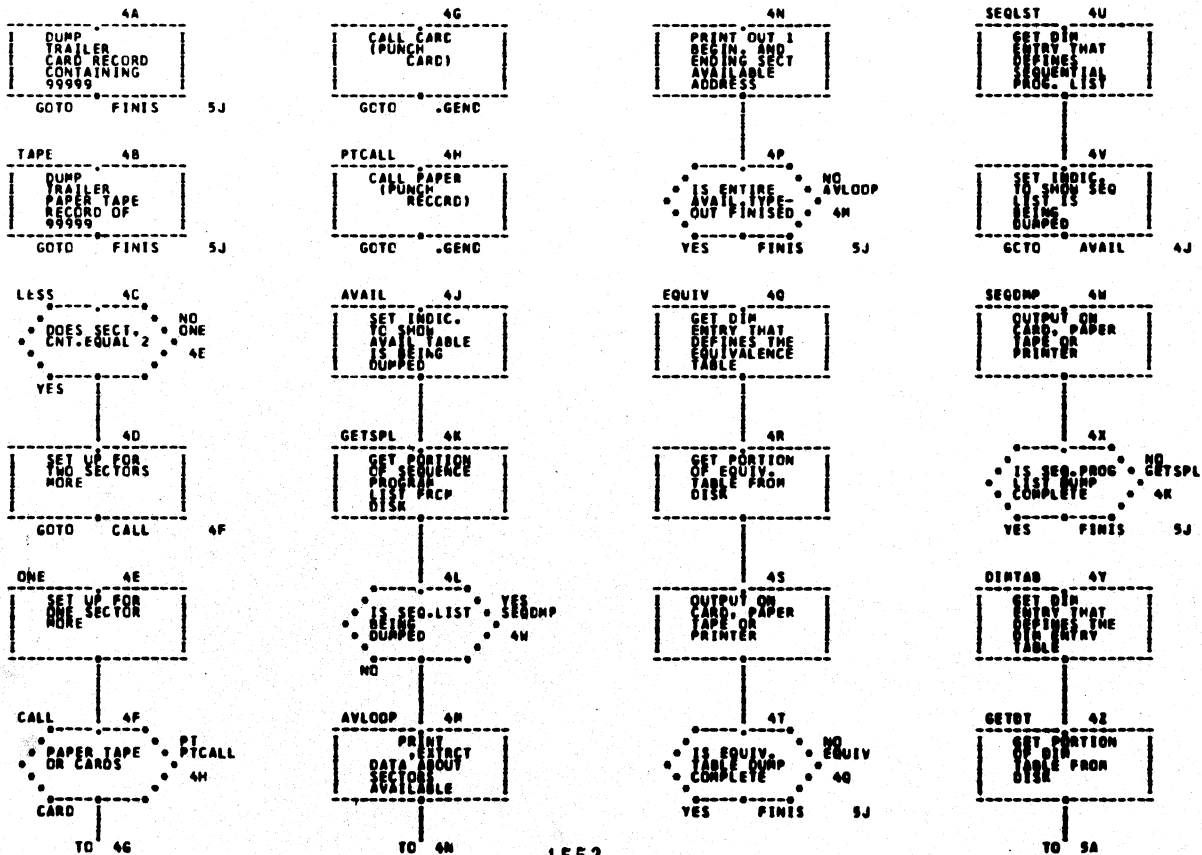 4A
DUMP
TRAILER
CARD RECORD
CONTAINING
99999
GOTO FINIS 5J
TAPE 4B
DUMP
TRAILER
PAPER TAPE
RECORD OF
99999
GOTO FINIS 5J
LESS 4C
DOES SECT.
CNT.EQUAL 2
NO
ONE
4E
YES
4D
SET UP FOR
TWO SECTORS
MORE
GOTO CALL 4F
ONE 4E
SET UP FOR
ONE SECTOR
MORE
CALL 4F
PAPER TAPE
OR CARDS
PT
PTCALL
4H
CARD
TO 4G
4G
CALL CARD
(PUNCH
CARD)
GOTO .GEND
PTCALL 4H
CALL PAPER
(PUNCH
RECORD)
GOTO .GEND
AVAIL 4J
SET INDIC.
TO SHOW
AVAIL TABLE
IS BEING
DUMPED
GETSPL 4K
GET PORTION
OF SEQUENCE
PROGRAM
LIST FROM
DISK
4L
IS SEQ.LIST
BEING
DUMPED
YES
SEQDMP
4W
NO
AVLOOP 4M
PRINT
,EXTRCT
DATA ABOUT
SECTORS
AVAILABLE
TO 4N
4N
PRINT OUT 1
BEGIN. AND
ENDING SECT
AVAILABLE
ADDRESS
4P
IS ENTIRE
AVAIL.TYPE-
OUT FINISED
NO
AVLOOP
4M
YES FINIS 5J
EQUIV 4Q
GET DIM
ENTRY THAT
DEFINES THE
EQUIVALENCE
TABLE
4R
GET PORTION
OF EQUIV.
TABLE FROM
DISK
4S
OUTPUT ON
CARD, PAPER
TAPE OR
PRINTER
4T
IS EQUIV.
TABLE DUMP
COMPLETE
NO
EQUIV
4Q
YES FINIS 5J
SEQLST 4U
GET DIM
ENTRY THAT
DEFINES
SEQUENTIAL
PROG. LIST
4V
SET INDIC.
TO SHOW SEQ
LIST IS
BEING
DUMPED
GOTO AVAIL 4J
SEQDMP 4W
OUTPUT ON
CARD, PAPER
TAPE OR
PRINTER
4X
IS SEQ.PROG
LIST DUMP
COMPLETE
NO
GETSPL
4K
YES FINIS 5J
DIMTAB 4Y
GET DIM
ENTRY THAT
DEFINES THE
DIM ENTRY
TABLE
GETDT 4Z
GET PORTION
OF DIM
TABLE FROM
DISK
TO 5A